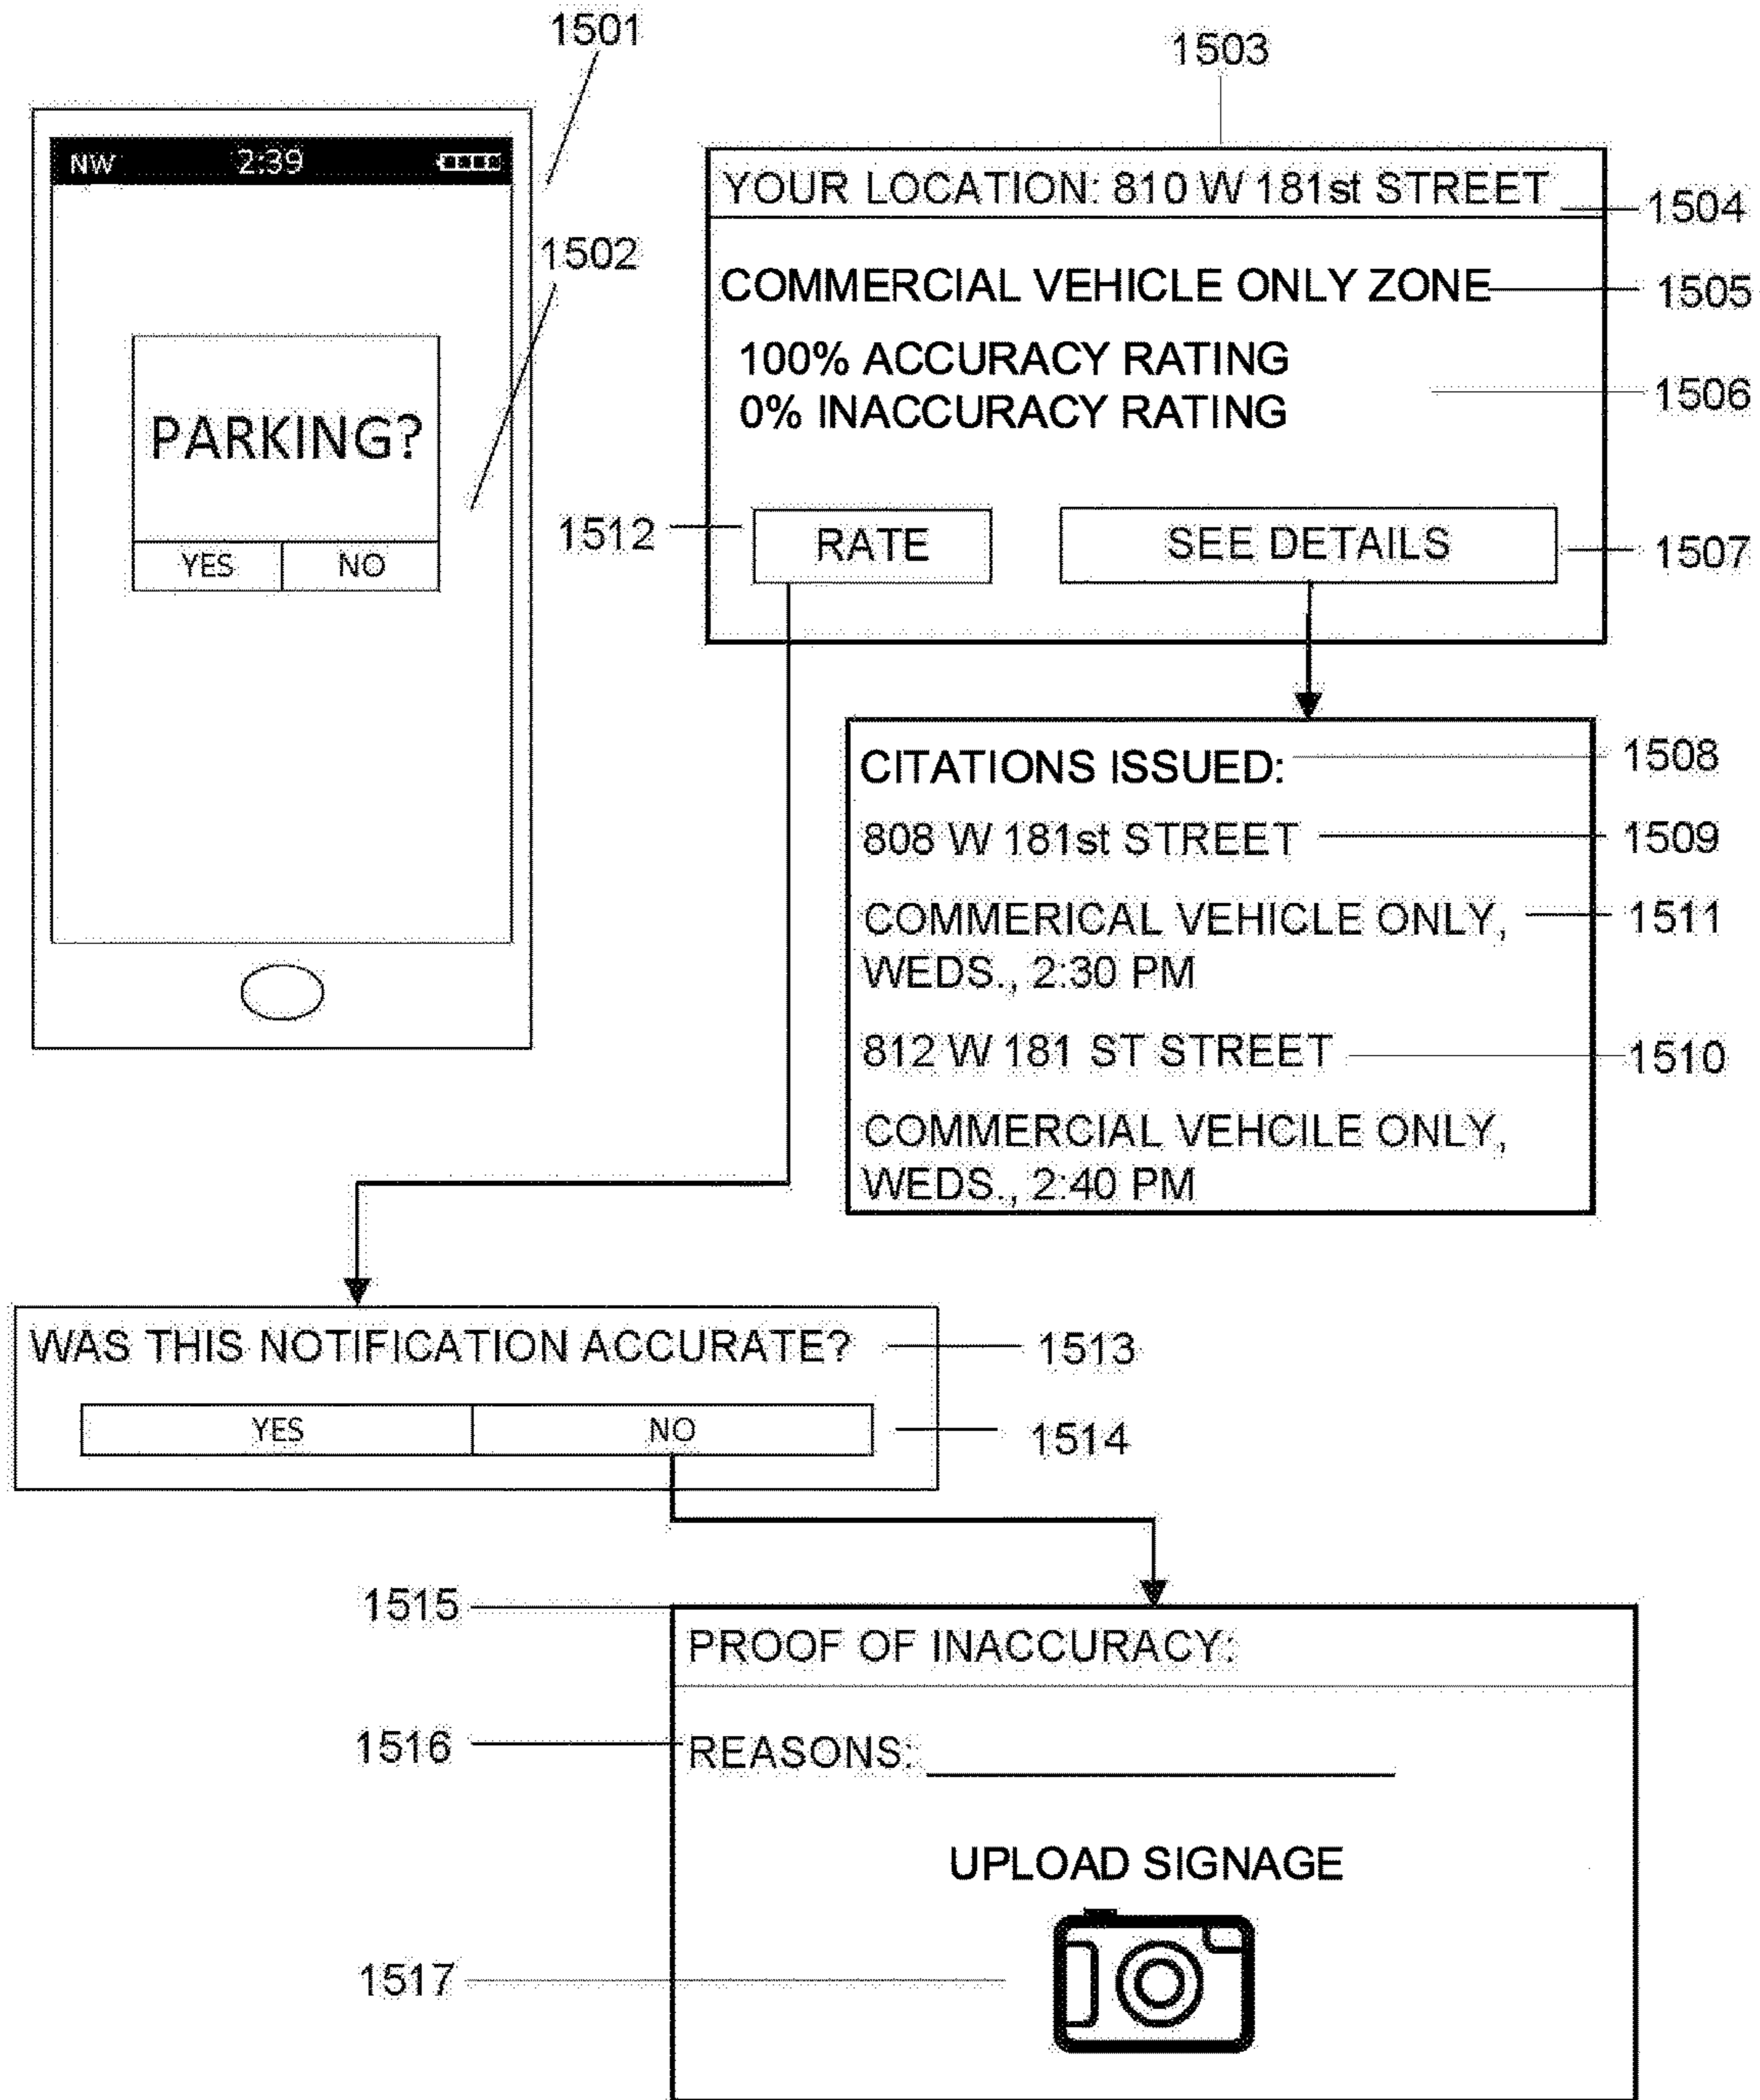 1501
NW 2:39
1502
PARKING?
YES NO
1503
YOUR LOCATION: 810 W 181st STREET
1504
COMMERCIAL VEHICLE ONLY ZONE
1505
100% ACCURACY RATING
0% INACCURACY RATING
1506
1512
RATE
SEE DETAILS
1507
CITATIONS ISSUED:
1508
808 W 181st STREET
1509
COMMERICAL VEHICLE ONLY,
1511
WEDS., 2:30 PM
812 W 181 ST STREET
1510
COMMERCIAL VEHCILE ONLY,
WEDS., 2:40 PM
WAS THIS NOTIFICATION ACCURATE?
1513
YES NO
1514
1515
PROOF OF INACCURACY:
1516
REASONS:
UPLOAD SIGNAGE
1517